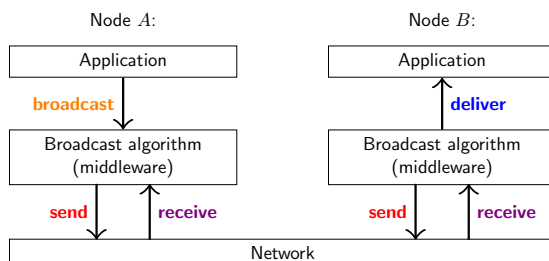 Node A:
Node B:
Application
Application
broadcast
deliver
Broadcast algorithm
(middleware)
Broadcast algorithm
(middleware)
send
receive
send
receive
Network